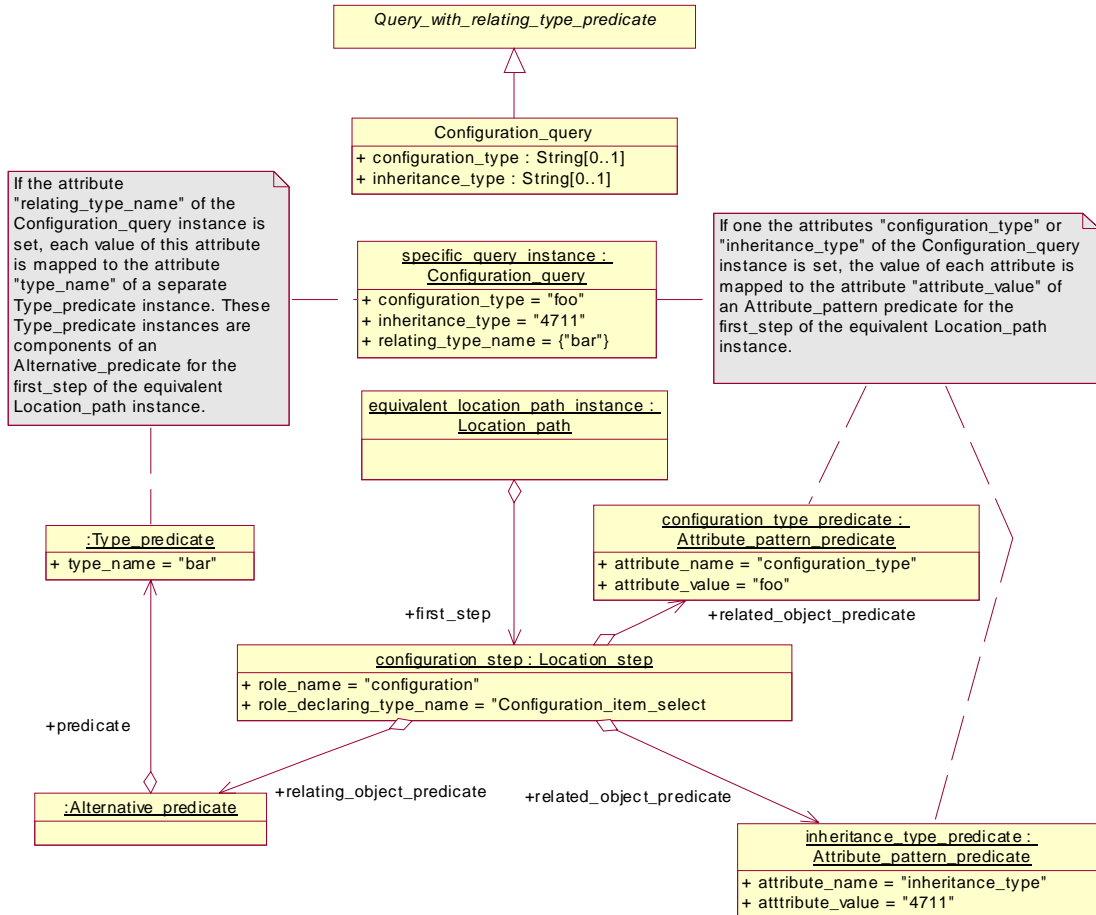 Query_with_relating_type_predicate
Configuration_query
+ configuration_type : String[0..1]
+ inheritance_type : String[0..1]
If the attribute
"relating_type_name" of the
Configuration_query instance is
set, each value of this attribute
is mapped to the attribute
"type_name" of a separate
Type_predicate instance. These
Type_predicate instances are
components of an
Alternative_predicate for the
first_step of the equivalent
Location_path instance.
specific_query_instance :
Configuration_query
+ configuration_type = "foo"
+ inheritance_type = "4711"
+ relating_type_name = {"bar"}
If one the attributes "configuration_type" or
"inheritance_type" of the Configuration_query
instance is set, the value of each attribute is
mapped to the attribute "attribute_value" of
an Attribute_pattern predicate for the
first_step of the equivalent Location_path
instance.
equivalent_location_path_instance :
Location_path
:Type_predicate
+ type_name = "bar"
configuration_type_predicate :
Attribute_pattern_predicate
+ attribute_name = "configuration_type"
+ attribute_value = "foo"
+first_step
+related_object_predicate
configuration_step : Location_step
+ role_name = "configuration"
+ role_declaring_type_name = "Configuration_item_select
+predicate
+relating_object_predicate
+related_object_predicate
:Alternative_predicate
inheritance_type_predicate :
Attribute_pattern_predicate
+ attribute_name = "inheritance_type"
+ atttribute_value = "4711"